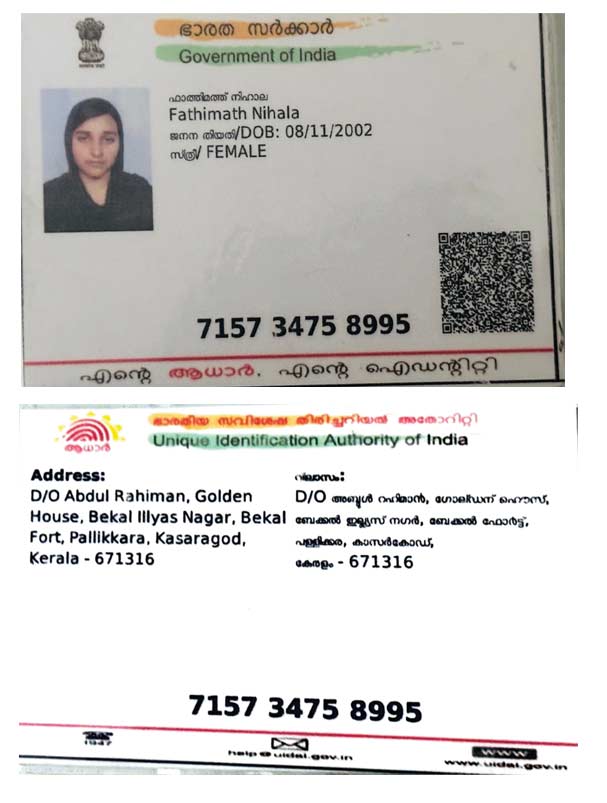 ഭാരത സർക്കാർ
Government of India
ഫാത്തിമത്ത് നിഹാല
Fathimath Nihala
ജനന തിയതി/DOB: 08/11/2002
സ്ത്രീ/ FEMALE
7157 3475 8995
എന്റെ ആധാർ, എന്റെ ഐഡന്റിറ്റി
ഭാരതീയ സവിശേഷ തിരിച്ചറിയൽ അതോറിറ്റി
Unique Identification Authority of India
ആധാർ
Address:
D/O Abdul Rahiman, Golden
House, Bekal Illyas Nagar, Bekal
Fort, Pallikkara, Kasaragod,
Kerala - 671316
വിലാസം:
D/O അബ്ദുൾ റഹിമാൻ, ഗോല്ഡന് ഹൌസ്,
ബേക്കൽ ഇല്ല്യസ് നഗർ, ബേക്കൽ ഫോർട്ട്,
പള്ളിക്കര, കാസർകോഡ്,
കേരളം - 671316
7157 3475 8995
1947
help@uidai.gov.in
www
www.uidai.gov.in